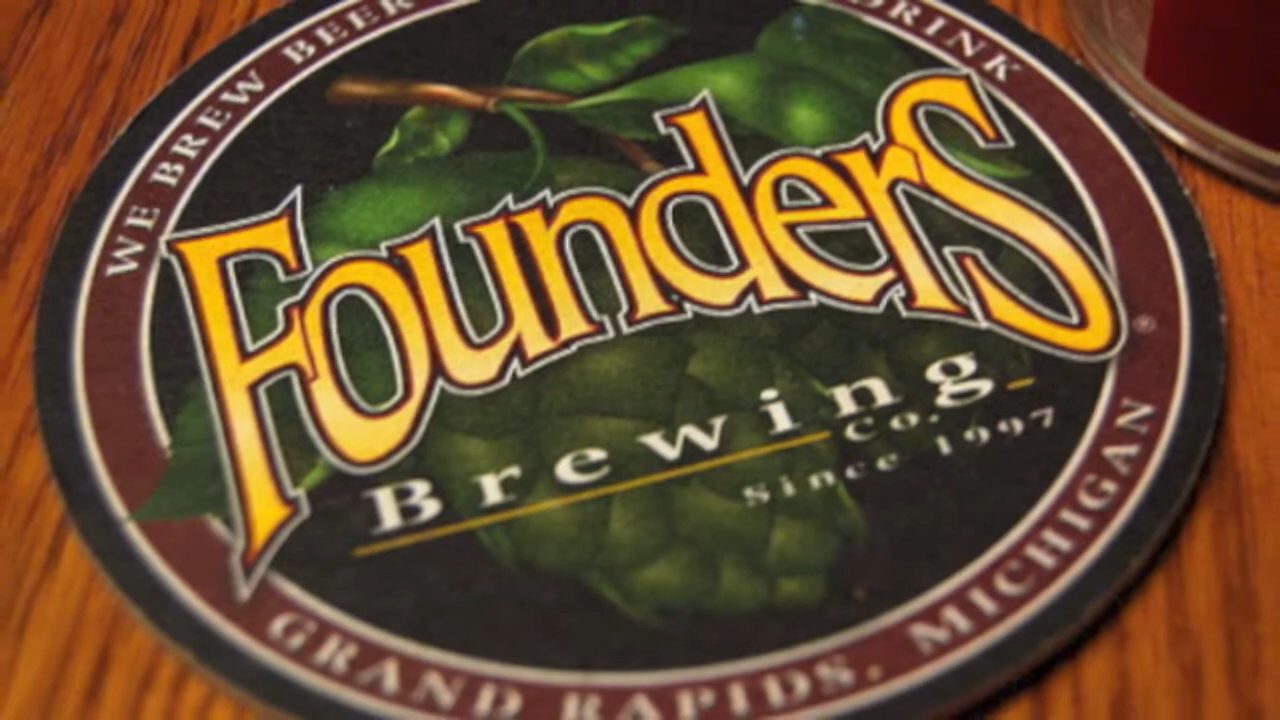 WE BREW BEER
DRINK
Founders
Brewing
Co.
Since 1997
GRAND RAPIDS, MICHIGAN